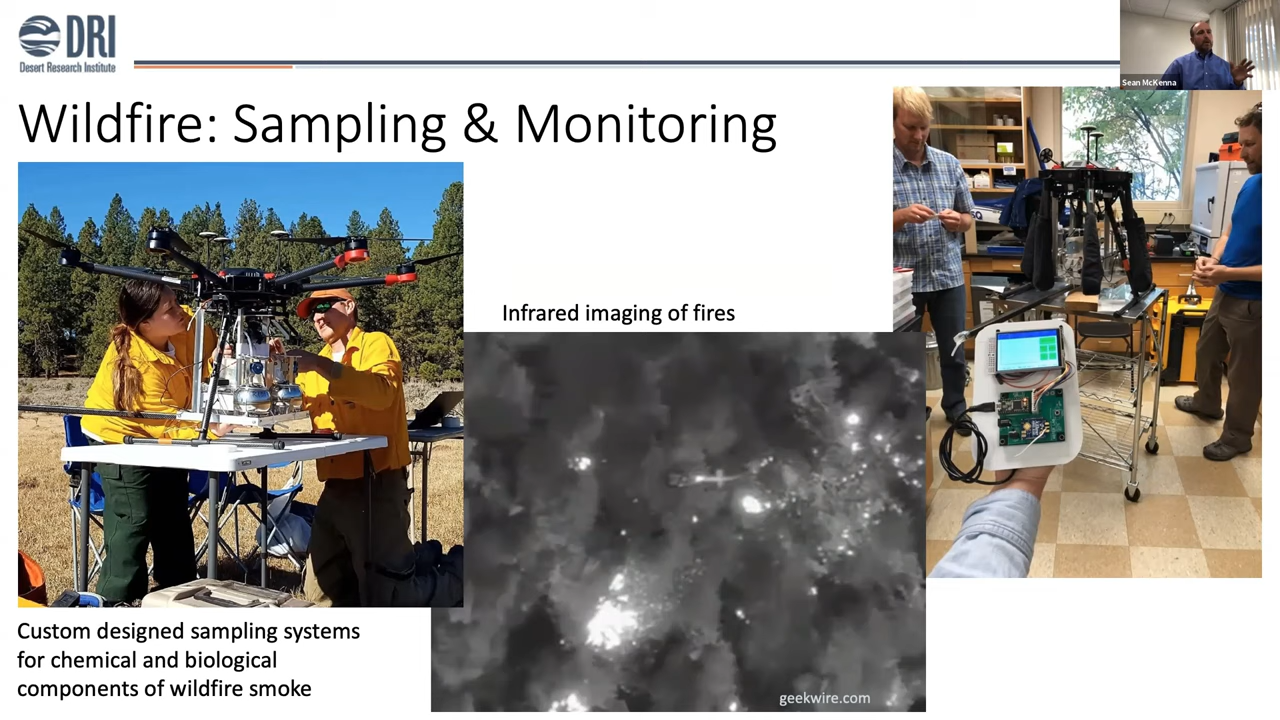 DRI
Desert Research Institute
Sean McKenna
Wildfire: Sampling & Monitoring
Infrared imaging of fires
Custom designed sampling systems
for chemical and biological
components of wildfire smoke
geekwire.com